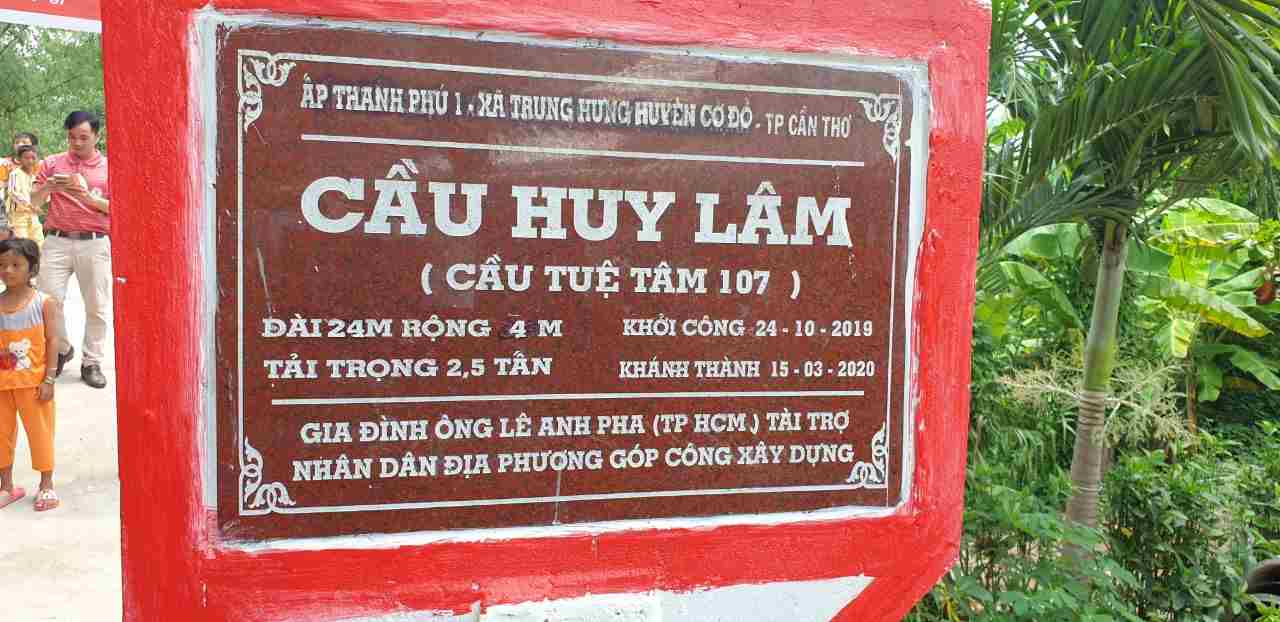 ẤP THẠNH PHÚ 1 - XÃ TRUNG HƯNG HUYỆN CỜ ĐỎ - TP CẦN THƠ
CẦU HUY LÂM
( CẦU TUỆ TÂM 107 )
DÀI 24M RỘNG 4 M
TẢI TRỌNG 2,5 TẤN
KHỞI CÔNG 24 - 10 - 2019
KHÁNH THÀNH 15 - 03 - 2020
GIA ĐÌNH ÔNG LÊ ANH PHA (TP HCM.) TÀI TRỢ
NHÂN DÂN ĐỊA PHƯƠNG GÓP CÔNG XÂY DỰNG